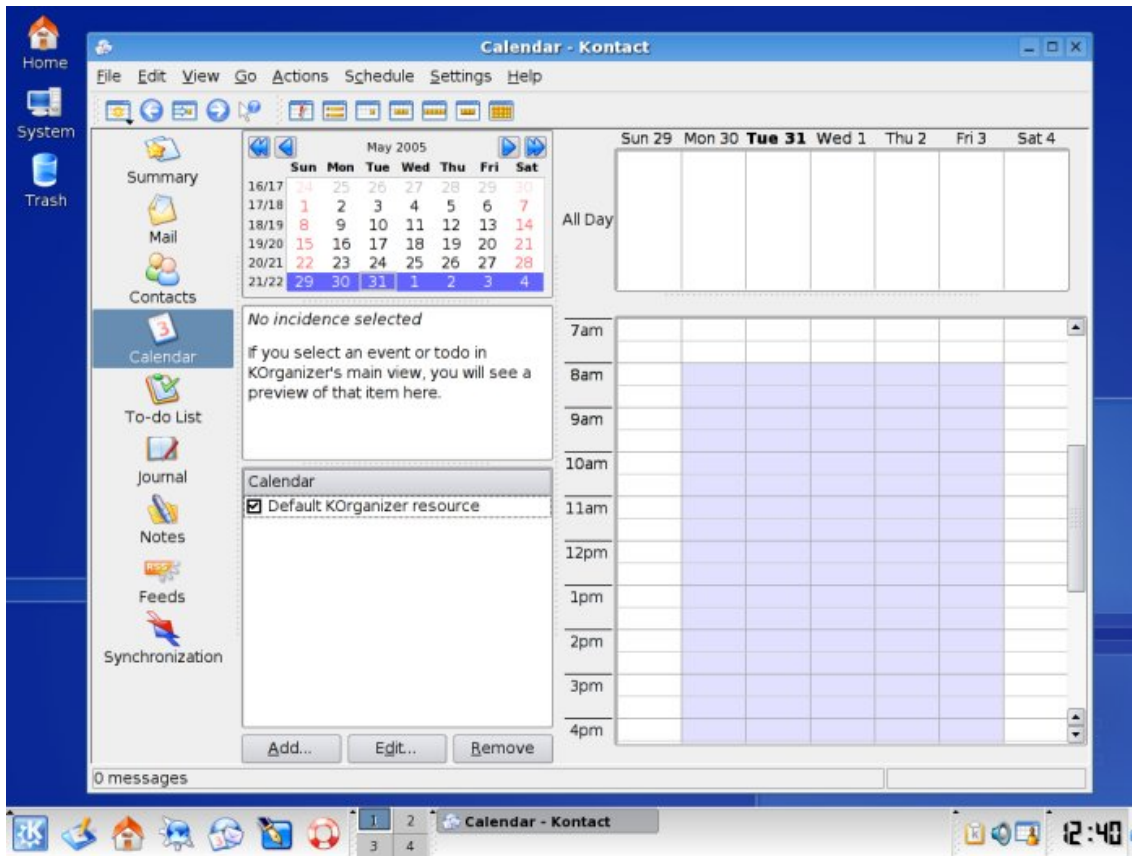 Home
System
Trash
Calendar - Kontact
File Edit View Go Actions Schedule Settings Help
Summary
Mail
Contacts
3
Calendar
To-do List
Journal
Notes
RSS
Feeds
Synchronization
May 2005
Sun Mon Tue Wed Thu Fri Sat
16/17 24 25 26 27 28 29 30
17/18 1 2 3 4 5 6 7
18/19 8 9 10 11 12 13 14
19/20 15 16 17 18 19 20 21
20/21 22 23 24 25 26 27 28
21/22 29 30 31 1 2 3 4
No incidence selected
If you select an event or todo in
KOrganizer's main view, you will see a
preview of that item here.
Calendar
Default KOrganizer resource
Add... Edit... Remove
Sun 29 Mon 30 Tue 31 Wed 1 Thu 2 Fri 3 Sat 4
All Day
7am
8am
9am
10am
11am
12pm
1pm
2pm
3pm
4pm
0 messages
K
1 2
3 4
Calendar - Kontact
12:40